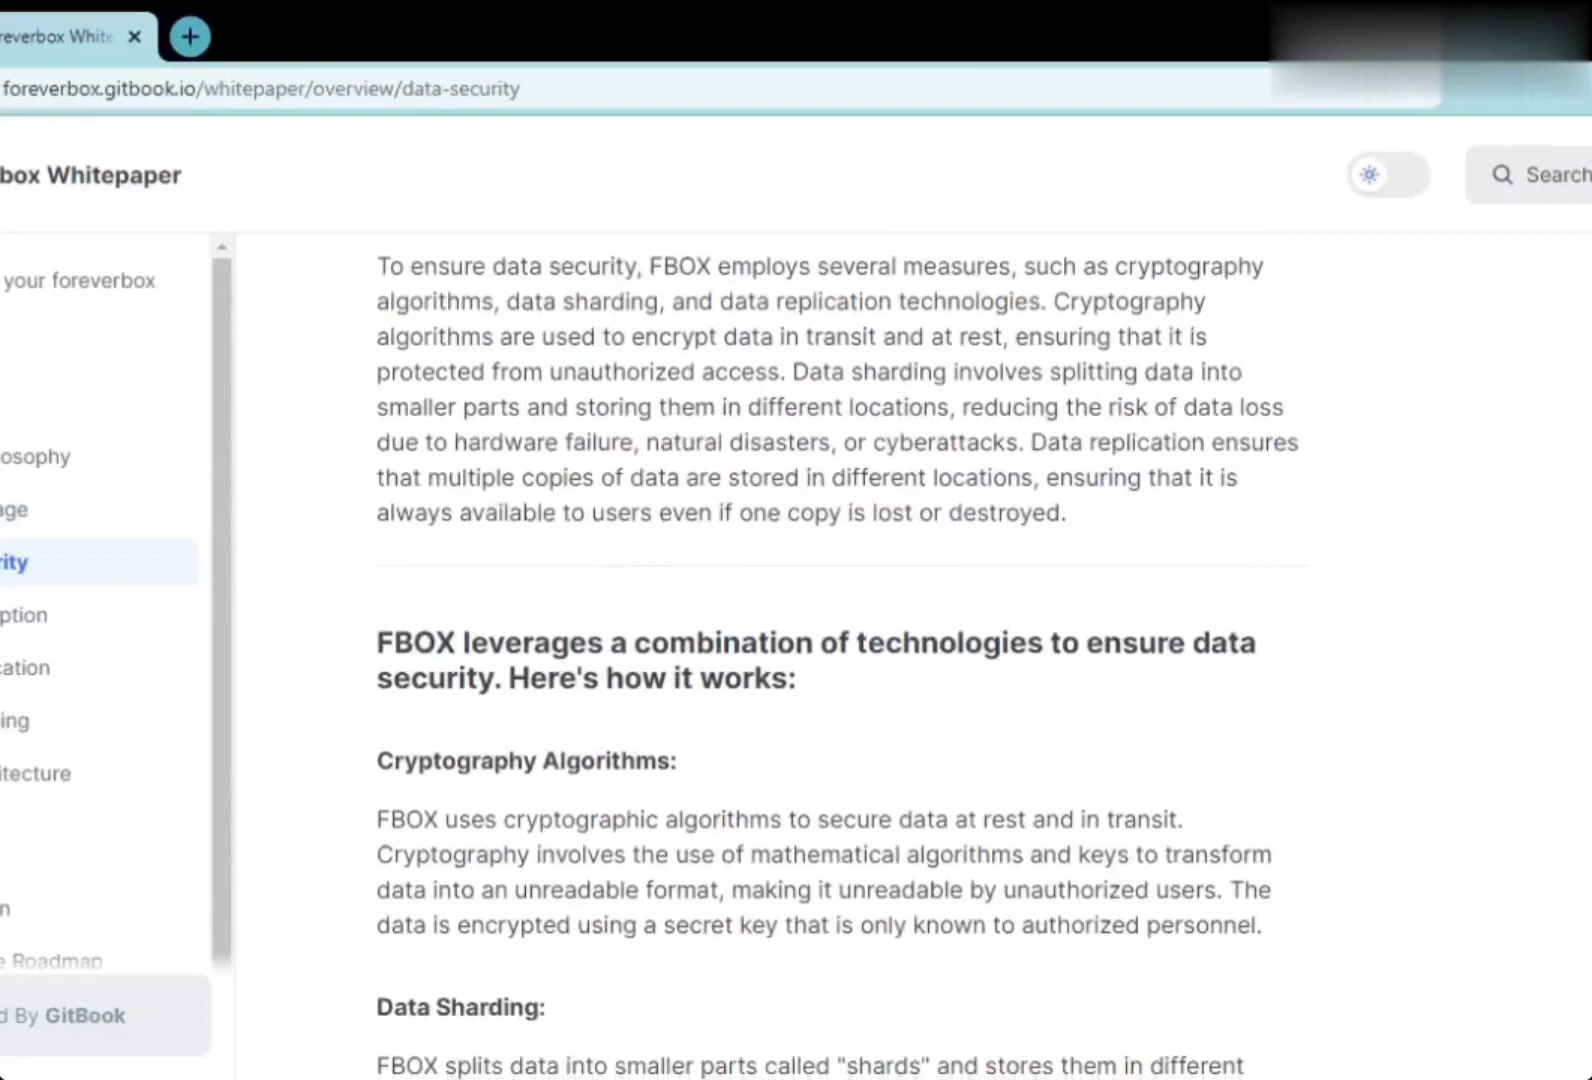 reverbox White
foreverbox.gitbook.io/whitepaper/overview/data-security
box Whitepaper
Search
your foreverbox
osophy
age
rity
ption
cation
ing
itecture
n
e Roadmap
d By GitBook
To ensure data security, FBOX employs several measures, such as cryptography
algorithms, data sharding, and data replication technologies. Cryptography
algorithms are used to encrypt data in transit and at rest, ensuring that it is
protected from unauthorized access. Data sharding involves splitting data into
smaller parts and storing them in different locations, reducing the risk of data loss
due to hardware failure, natural disasters, or cyberattacks. Data replication ensures
that multiple copies of data are stored in different locations, ensuring that it is
always available to users even if one copy is lost or destroyed.
FBOX leverages a combination of technologies to ensure data
security. Here's how it works:
Cryptography Algorithms:
FBOX uses cryptographic algorithms to secure data at rest and in transit.
Cryptography involves the use of mathematical algorithms and keys to transform
data into an unreadable format, making it unreadable by unauthorized users. The
data is encrypted using a secret key that is only known to authorized personnel.
Data Sharding:
FBOX splits data into smaller parts called "shards" and stores them in different